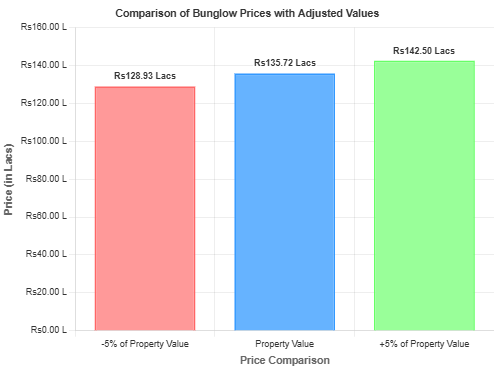 Comparison of Bunglow Prices with Adjusted Values
Rs160.00 L
Rs140.00 L
Rs120.00 L
Rs100.00 L
Rs80.00 L
Rs60.00 L
Rs40.00 L
Rs20.00 L
Rs0.00 L
Price (in Lacs)
Rs128.93 Lacs
Rs135.72 Lacs
Rs142.50 Lacs
-5% of Property Value
Property Value
+5% of Property Value
Price Comparison